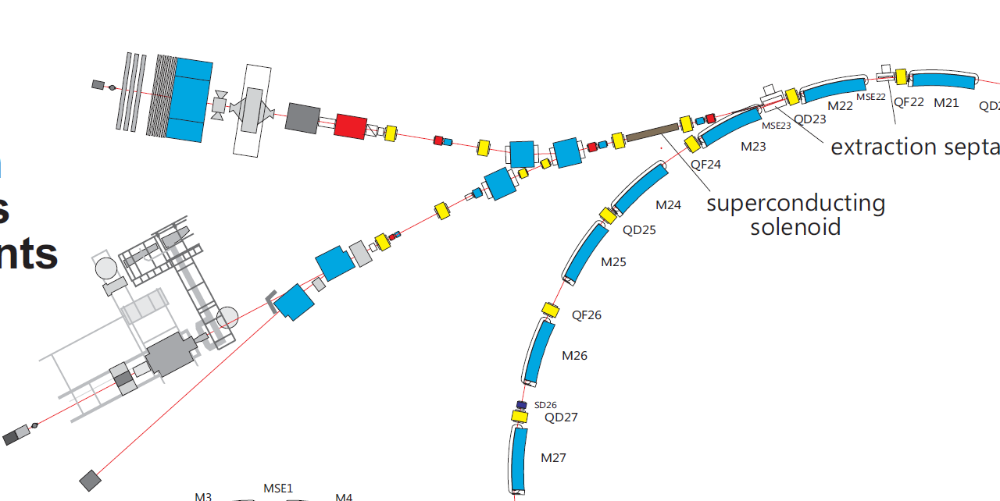 nts
MSE22
QF22
M21
M22
QD23
MSE23
M23
extraction septa
QF24
superconducting
solenoid
M24
QD25
M25
QF26
M26
SD26
QD27
M27
MSE1
M3
M4